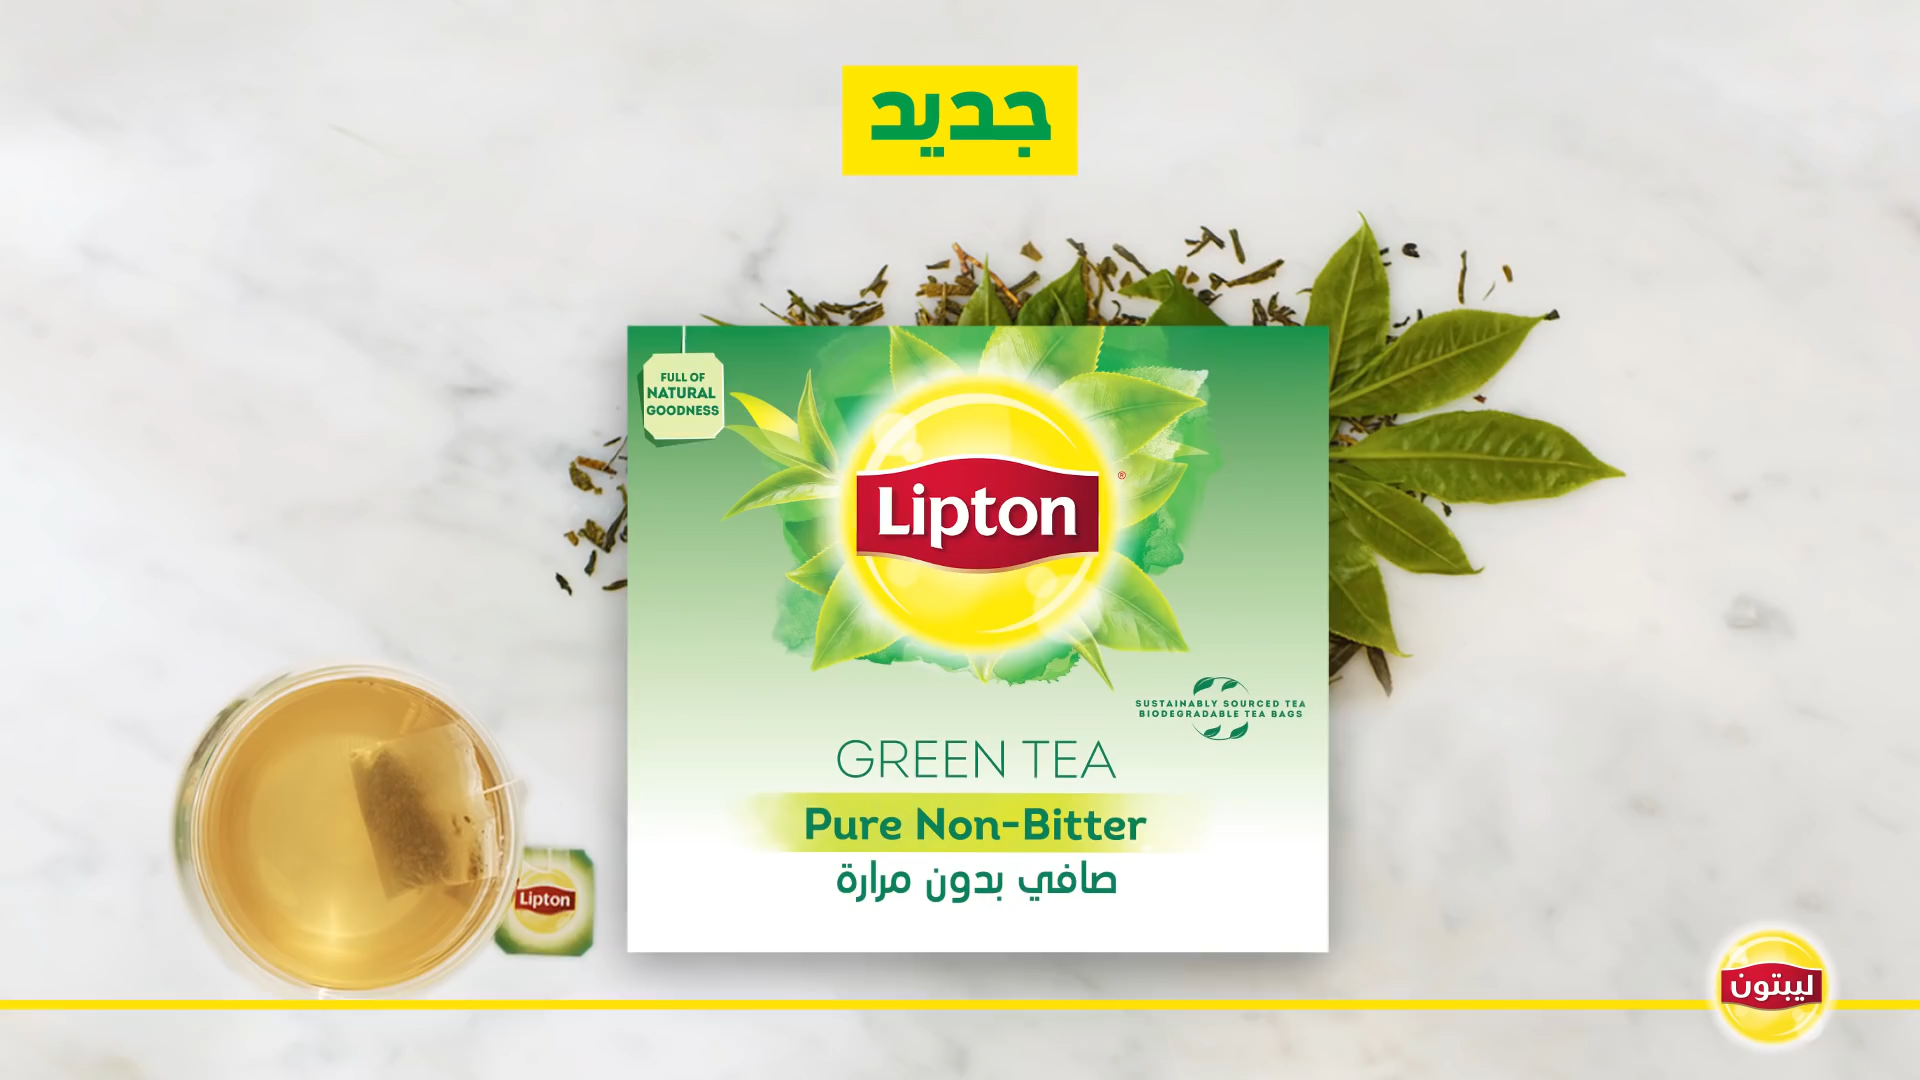 جديد
FULL OF
NATURAL
GOODNESS
Lipton
®
SUSTAINABLY SOURCED TEA
BIODEGRADABLE TEA BAGS
GREEN TEA
Pure Non-Bitter
صافي بدون مرارة
Lipton
ليبتون